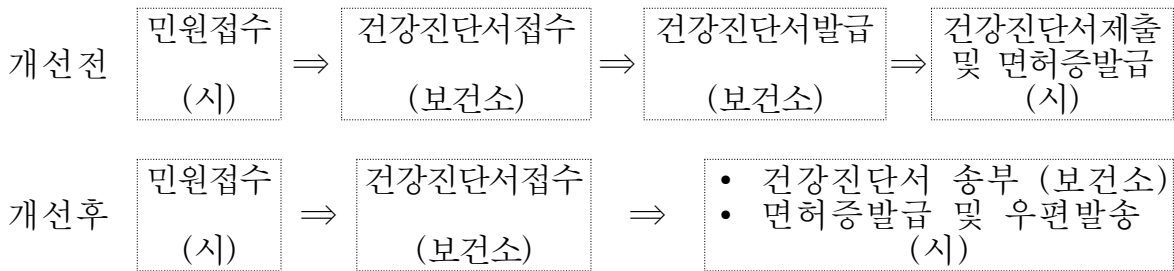 개선전 민원접수 (시) ⇒ 건강진단서접수 (보건소) ⇒ 건강진단서발급 (보건소) ⇒ 건강진단서제출 및 면허증발급 (시)
개선후 민원접수 (시) ⇒ 건강진단서접수 (보건소) ⇒ • 건강진단서 송부 (보건소)
• 면허증발급 및 우편발송
(시)